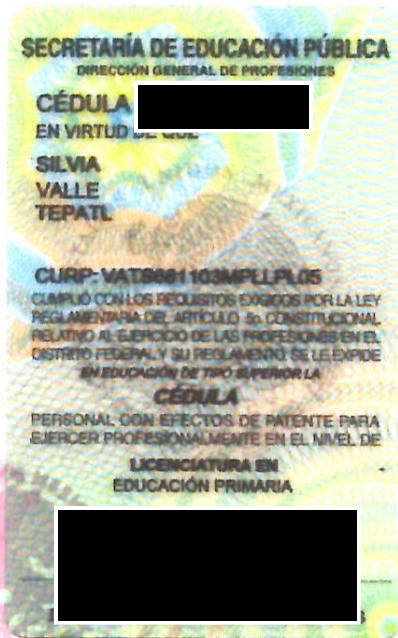 SECRETARÍA DE EDUCACIÓN PÚBLICA
DIRECCIÓN GENERAL DE PROFESIONES
CÉDULA
EN VIRTUD DE QUE
SILVIA
VALLE
TEPATL
CURP: VATS681103MPLLPL05
CUMPLIÓ CON LOS REQUISITOS EXIGIDOS POR LA LEY
REGLAMENTARIA DEL ARTÍCULO 5o. CONSTITUCIONAL
RELATIVO AL EJERCICIO DE LAS PROFESIONES EN EL
DISTRITO FEDERAL Y SU REGLAMENTO, SE LE EXPIDE
EN EDUCACIÓN DE TIPO SUPERIOR LA
CÉDULA
PERSONAL CON EFECTOS DE PATENTE PARA
EJERCER PROFESIONALMENTE EN EL NIVEL DE
LICENCIATURA EN
EDUCACIÓN PRIMARIA